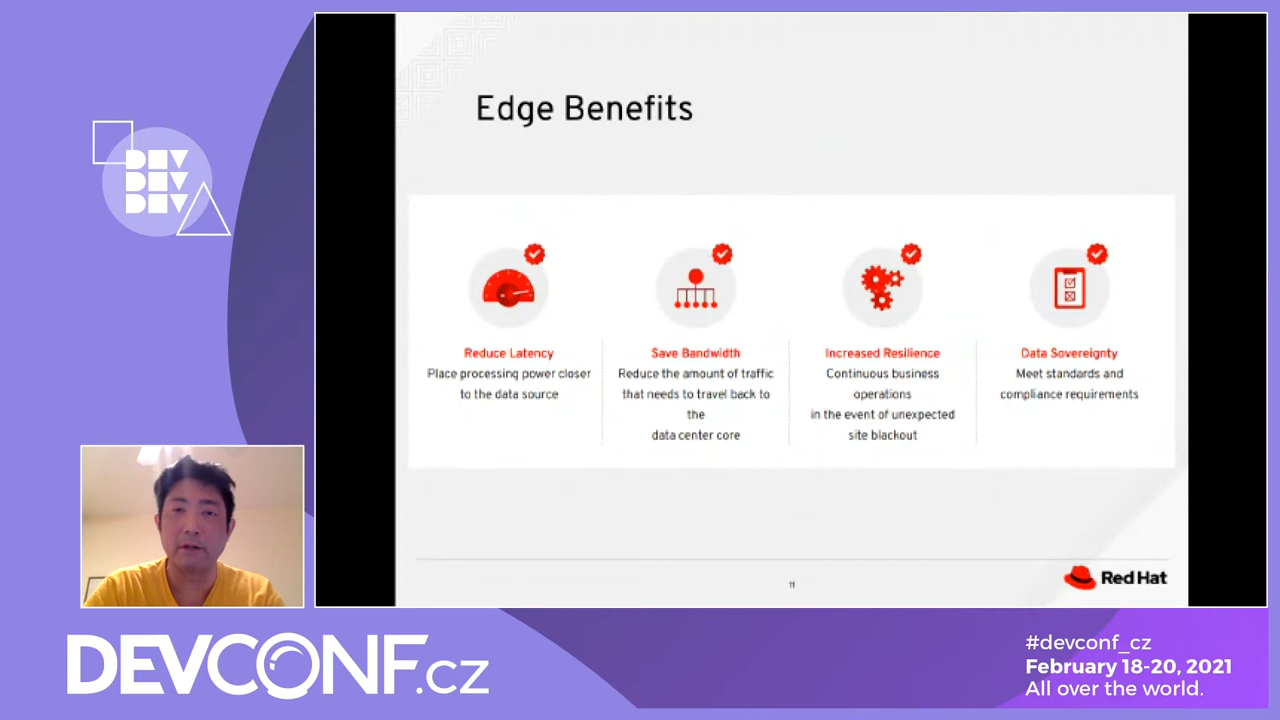 DEV
DEV
DEV
Edge Benefits
Reduce Latency
Place processing power closer
to the data source
Save Bandwidth
Reduce the amount of traffic
that needs to travel back to
the
data center core
Increased Resilience
Continuous business
operations
in the event of unexpected
site blackout
Data Sovereignty
Meet standards and
compliance requirements
11
Red Hat
DEVCONF.cz
#devconf_cz
February 18-20, 2021
All over the world.